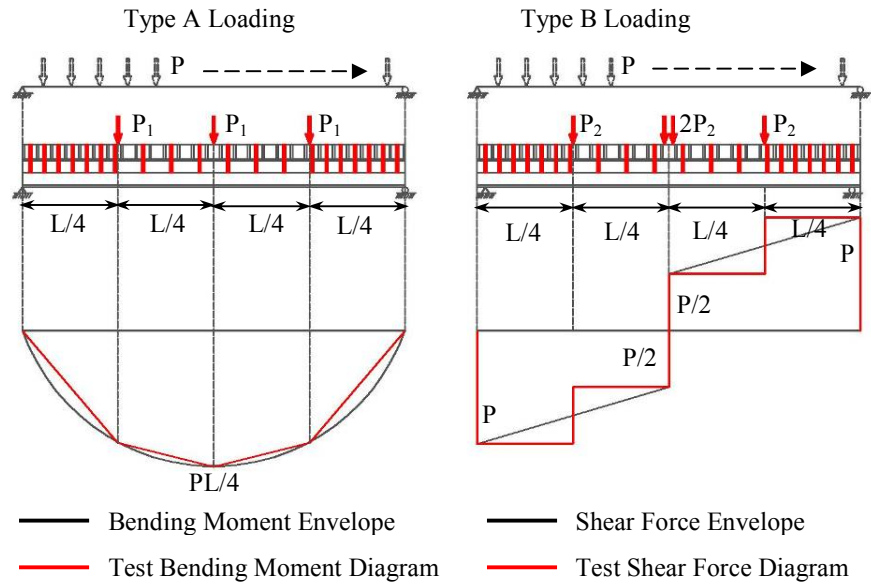 Type A Loading
Type B Loading
P
P
P₁ P₁ P₁
P₂ 2P₂ P₂
L/4 L/4 L/4 L/4
L/4 L/4 L/4 L/4
P
P/2
P/2
P
PL/4
Bending Moment Envelope
Shear Force Envelope
Test Bending Moment Diagram
Test Shear Force Diagram